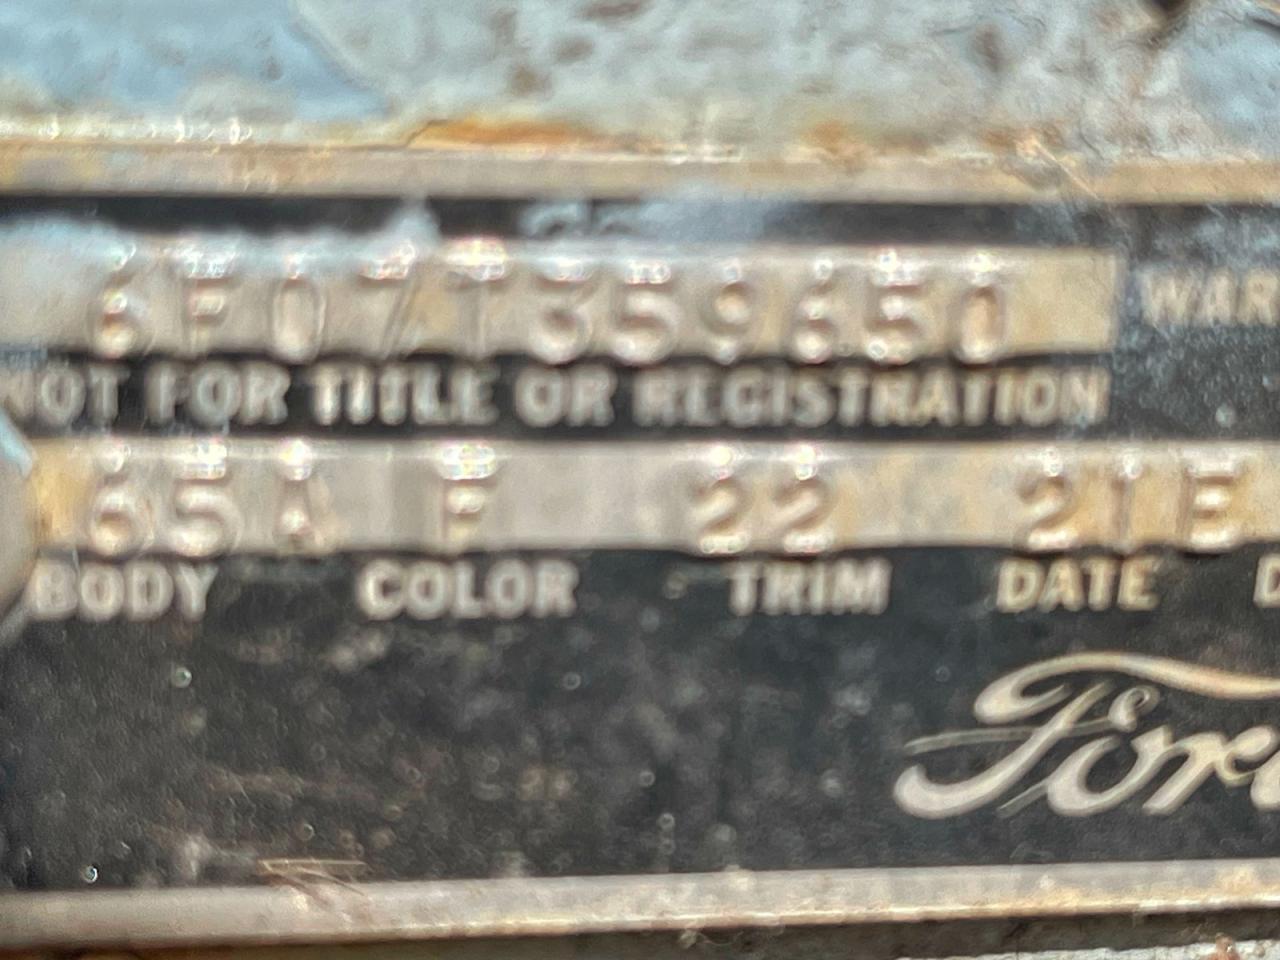 6F07T359650 WAR
NOT FOR TITLE OR REGISTRATION
65A F 22 21E
BODY COLOR TRIM DATE D
Ford